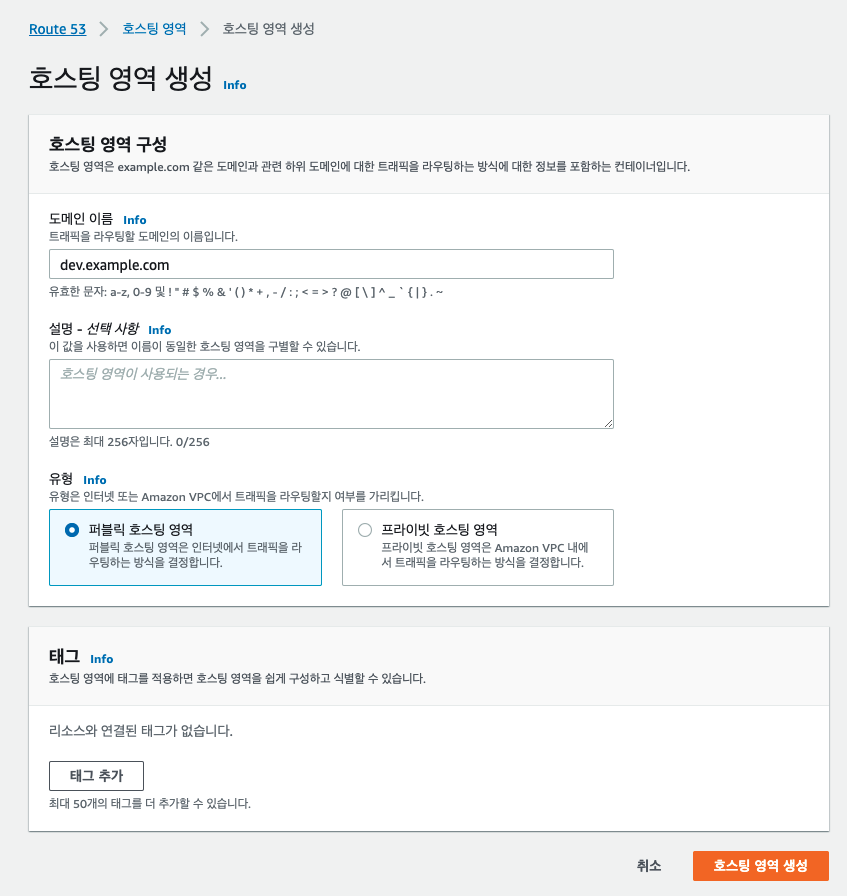 Route 53 > 호스팅 영역 > 호스팅 영역 생성
호스팅 영역 생성 Info
호스팅 영역 구성
호스팅 영역은 example.com 같은 도메인과 관련 하위 도메인에 대한 트래픽을 라우팅하는 방식에 대한 정보를 포함하는 컨테이너입니다.
도메인 이름 Info
트래픽을 라우팅할 도메인의 이름입니다.
dev.example.com
유효한 문자: a-z, 0-9 및 ! " # $ % & ' ( ) * + , - / : ; < = > ? @ [ \ ] ^ _ ` { | } . ~
설명 - 선택 사항 Info
이 값을 사용하면 이름이 동일한 호스팅 영역을 구별할 수 있습니다.
호스팅 영역이 사용되는 경우...
설명은 최대 256자입니다. 0/256
유형 Info
유형은 인터넷 또는 Amazon VPC에서 트래픽을 라우팅할지 여부를 가리킵니다.
퍼블릭 호스팅 영역
퍼블릭 호스팅 영역은 인터넷에서 트래픽을 라
우팅하는 방식을 결정합니다.
프라이빗 호스팅 영역
프라이빗 호스팅 영역은 Amazon VPC 내에
서 트래픽을 라우팅하는 방식을 결정합니다.
태그 Info
호스팅 영역에 태그를 적용하면 호스팅 영역을 쉽게 구성하고 식별할 수 있습니다.
리소스와 연결된 태그가 없습니다.
태그 추가
최대 50개의 태그를 더 추가할 수 있습니다.
취소 호스팅 영역 생성